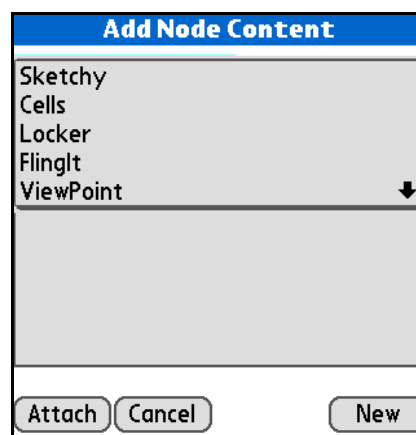 Add Node Content
Sketchy
Cells
Locker
FlingIt
ViewPoint
Attach Cancel New